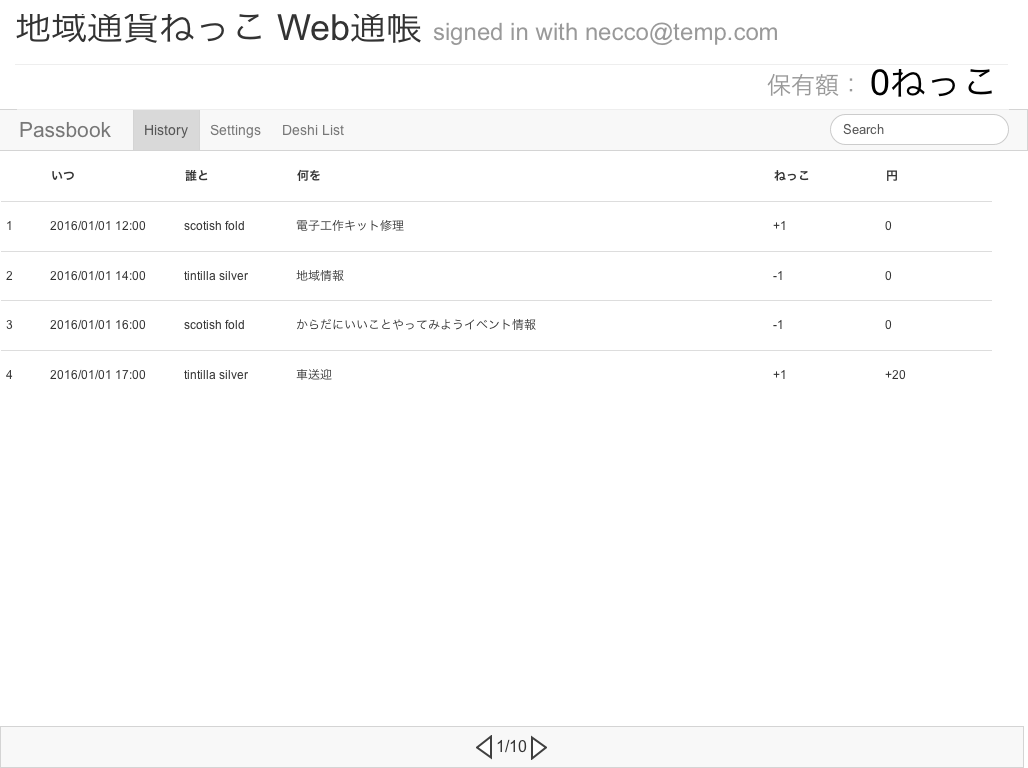 地域通貨ねっこ Web通帳 signed in with necco@temp.com
保有額： 0ねっこ
Passbook History Settings Deshi List Search
いつ 誰と 何を ねっこ 円
1 2016/01/01 12:00 scotish fold 電子工作キット修理 +1 0
2 2016/01/01 14:00 tintilla silver 地域情報 -1 0
3 2016/01/01 16:00 scotish fold からだにいいことやってみようイベント情報 -1 0
4 2016/01/01 17:00 tintilla silver 車送迎 +1 +20
1/10